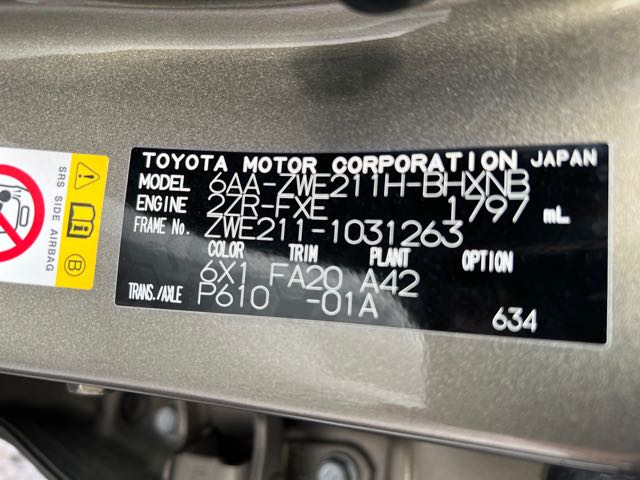 TOYOTA MOTOR CORPORATION JAPAN
MODEL 6AA-ZWE211H-BHXNB
ENGINE 2ZR-FXE 1797 mL
FRAME No. ZWE211-1031263
COLOR TRIM PLANT OPTION
6X1 FA20 A42
TRANS./AXLE P610 -01A
634
SRS SIDE AIRBAG
B